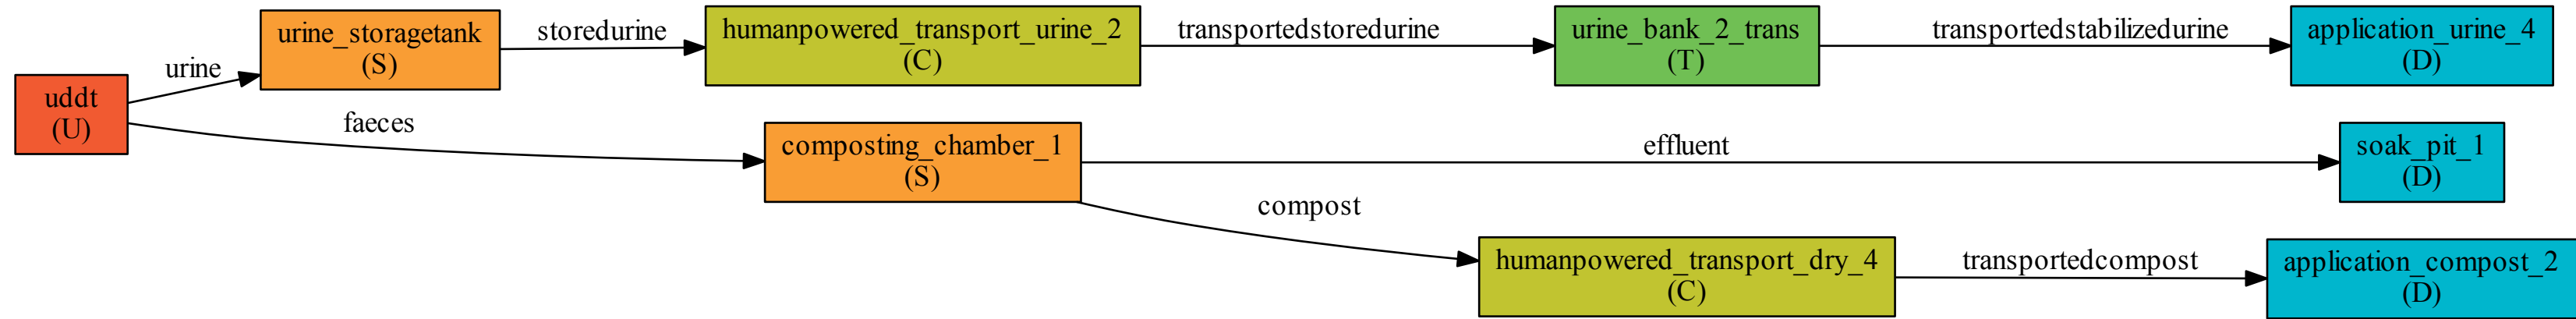 uddt
(U)
urine
urine_storagetank
(S)
storedurine
humanpowered_transport_urine_2
(C)
transportedstoredurine
urine_bank_2_trans
(T)
transportedstabilizedurine
application_urine_4
(D)
faeces
composting_chamber_1
(S)
effluent
soak_pit_1
(D)
compost
humanpowered_transport_dry_4
(C)
transportedcompost
application_compost_2
(D)